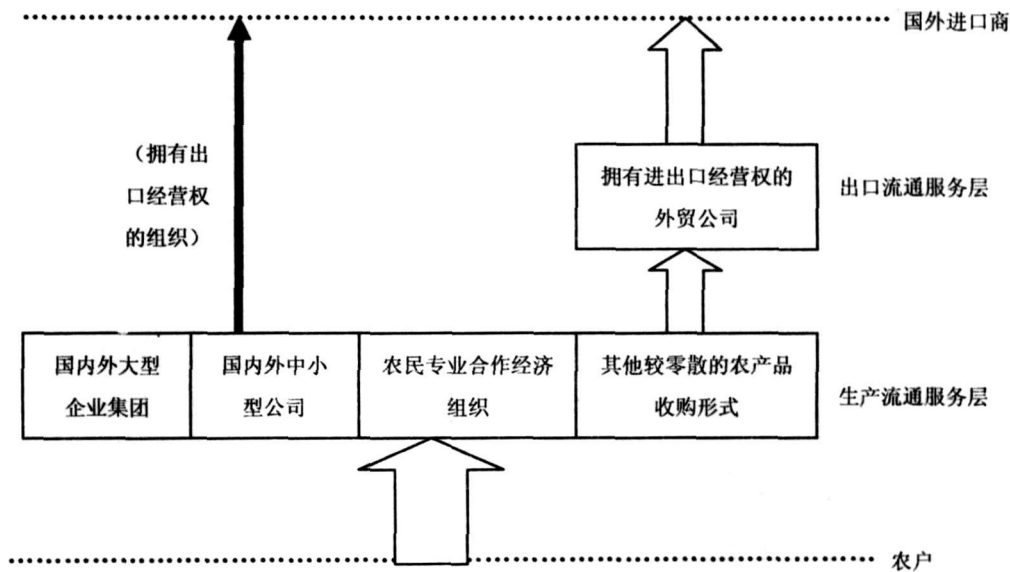 国外进口商
（拥有出
口经营权
的组织）
拥有进出口经营权的
外贸公司
出口流通服务层
国内外大型
企业集团
国内外中小
型公司
农民专业合作经济
组织
其他较零散的农产品
收购形式
生产流通服务层
农户